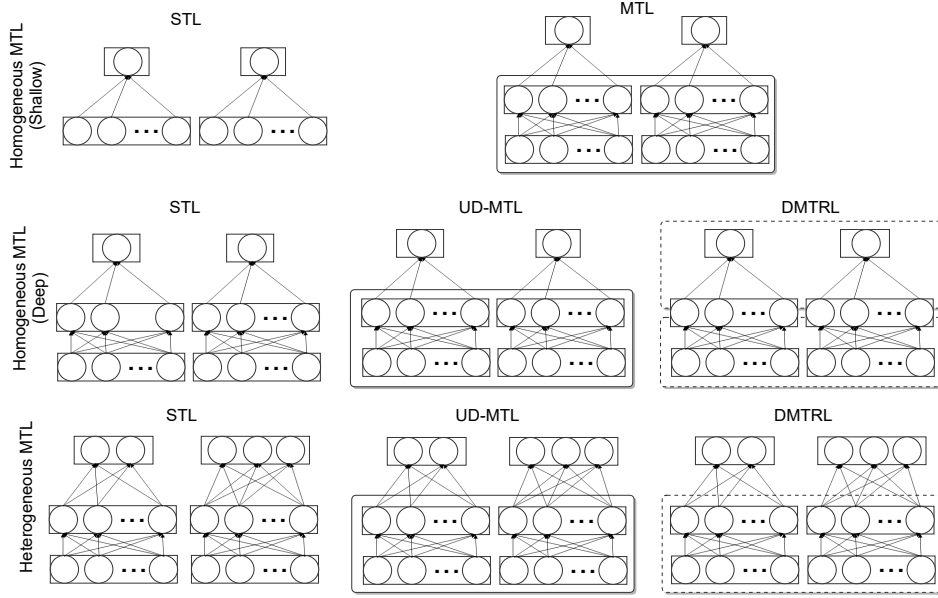 Homogeneous MTL
(Shallow)
STL
MTL
Homogeneous MTL
(Deep)
STL
UD-MTL
DMTRL
Heterogeneous MTL
STL
UD-MTL
DMTRL